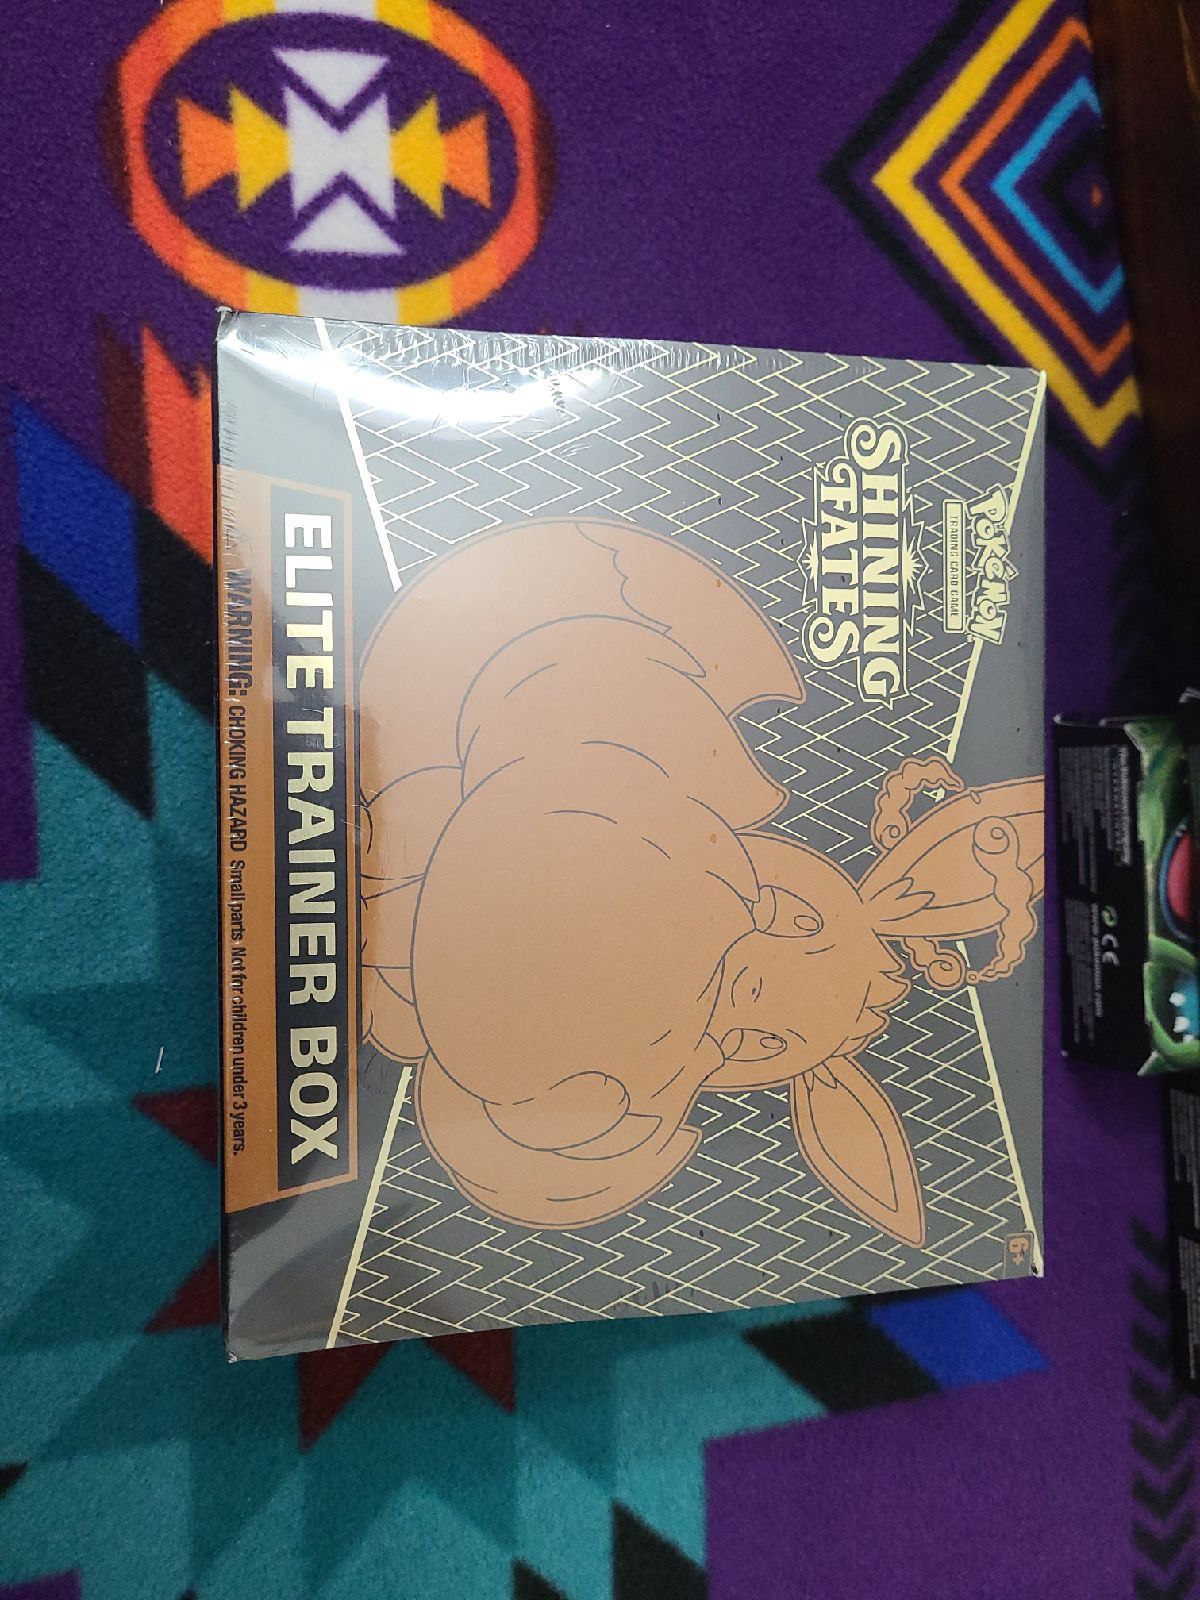 POKéMON
TRADING CARD GAME
SHINING
FATES
6+
ELITE TRAINER BOX
WARNING: CHOKING HAZARD Small parts. Not for children under 3 years.
CE